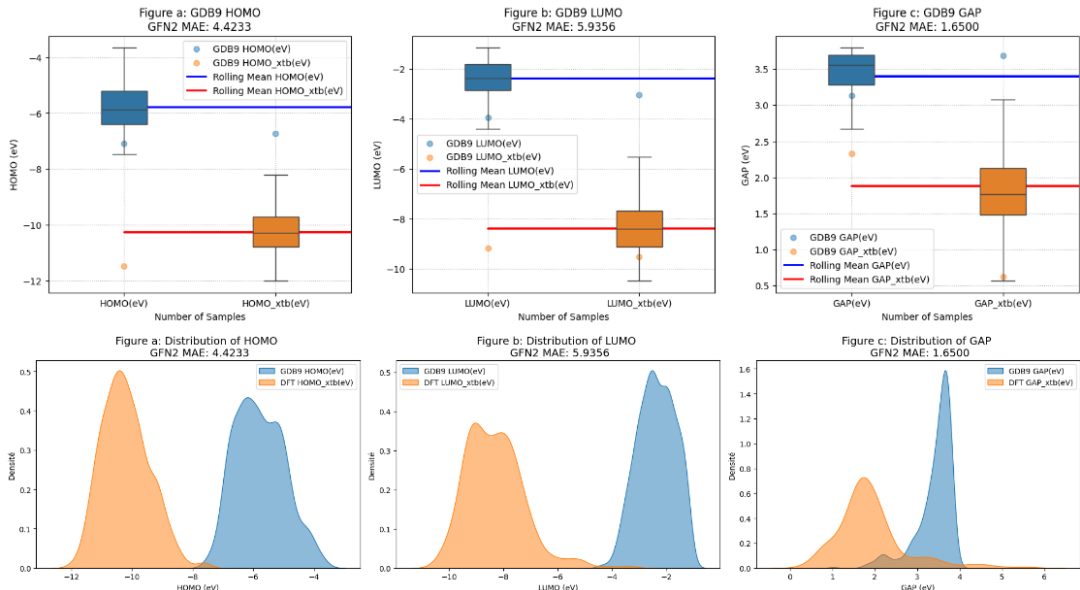 Figure a: GDB9 HOMO
GFN2 MAE: 4.4233
HOMO (eV)
−4
−6
−8
−10
−12
GDB9 HOMO(eV)
GDB9 HOMO_xtb(eV)
Rolling Mean HOMO(eV)
Rolling Mean HOMO_xtb(eV)
HOMO(eV)
HOMO_xtb(eV)
Number of Samples
Figure b: GDB9 LUMO
GFN2 MAE: 5.9356
LUMO (eV)
−2
−4
−6
−8
−10
GDB9 LUMO(eV)
GDB9 LUMO_xtb(eV)
Rolling Mean LUMO(eV)
Rolling Mean LUMO_xtb(eV)
LUMO(eV)
LUMO_xtb(eV)
Number of Samples
Figure c: GDB9 GAP
GFN2 MAE: 1.6500
GAP (eV)
3.5
3.0
2.5
2.0
1.5
1.0
0.5
GDB9 GAP(eV)
GDB9 GAP_xtb(eV)
Rolling Mean GAP(eV)
Rolling Mean GAP_xtb(eV)
GAP(eV)
GAP_xtb(eV)
Number of Samples
Figure a: Distribution of HOMO
GFN2 MAE: 4.4233
Densité
0.5
0.4
0.3
0.2
0.1
0.0
GDB9 HOMO(eV)
DFT HOMO_xtb(eV)
−12 −10 −8 −6 −4
HOMO (eV)
Figure b: Distribution of LUMO
GFN2 MAE: 5.9356
Densité
0.5
0.4
0.3
0.2
0.1
0.0
GDB9 LUMO(eV)
DFT LUMO_xtb(eV)
−10 −8 −6 −4 −2
LUMO (eV)
Figure c: Distribution of GAP
GFN2 MAE: 1.6500
Densité
1.6
1.4
1.2
1.0
0.8
0.6
0.4
0.2
0.0
GDB9 GAP(eV)
DFT GAP_xtb(eV)
0 1 2 3 4 5 6
GAP (eV)